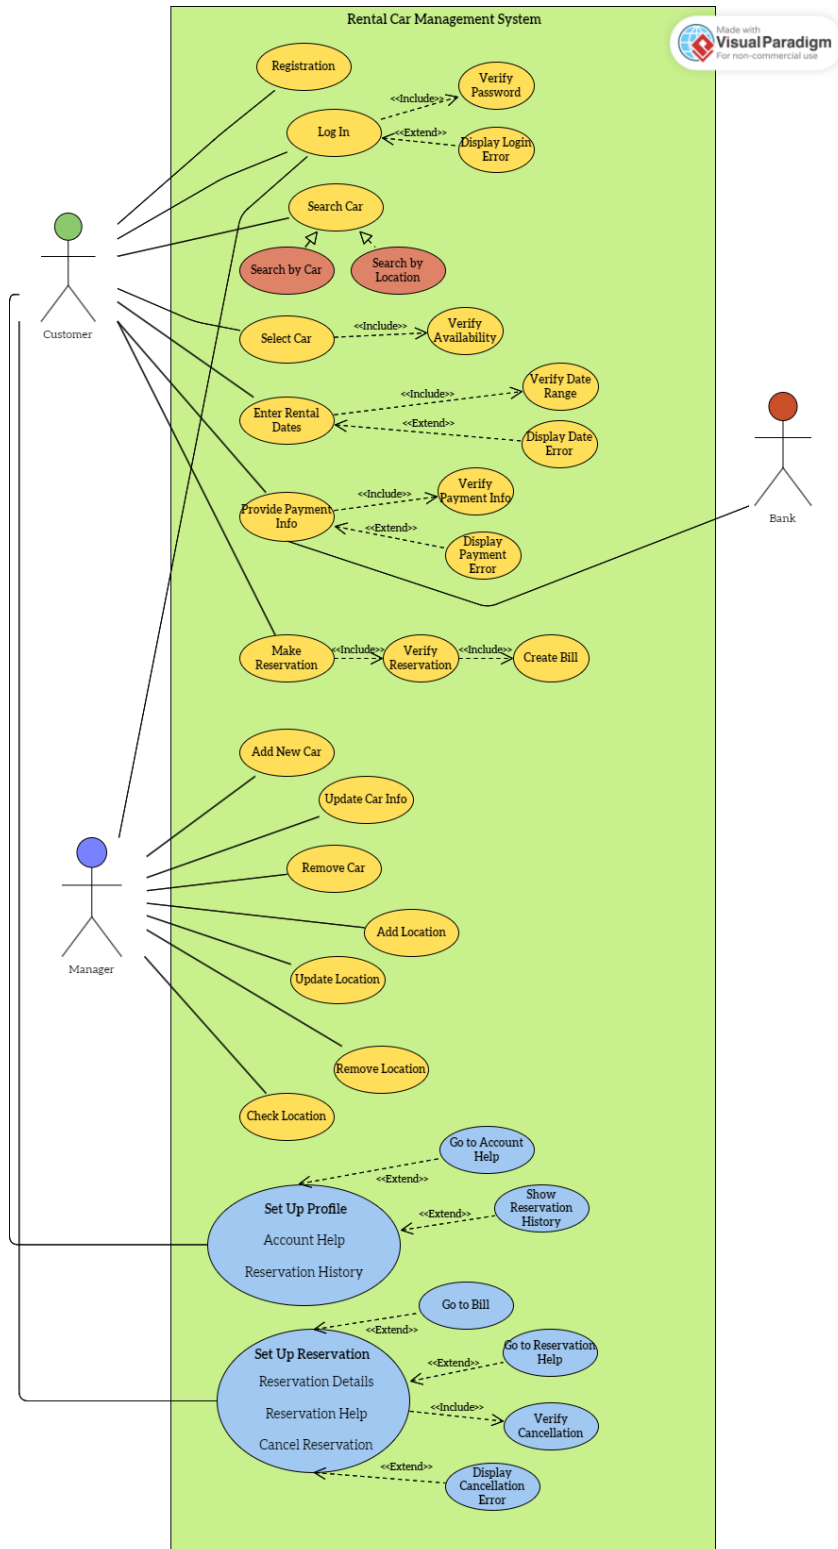 Rental Car Management System
Made with
Visual Paradigm
For non-commercial use
Registration
Verify
Password
<<Include>>
Log In
<<Extend>>
Display Login
Error
Search Car
Search by Car
Search by
Location
Customer
Select Car
<<Include>>
Verify
Availability
Verify Date
Range
<<Include>>
Enter Rental
Dates
<<Extend>>
Display Date
Error
Verify
Payment Info
<<Include>>
Provide Payment
Info
<<Extend>>
Display
Payment
Error
Bank
Make
Reservation
<<Include>>
Verify
Reservation
<<Include>>
Create Bill
Add New Car
Update Car Info
Remove Car
Add Location
Manager
Update Location
Remove Location
Check Location
Go to Account
Help
<<Extend>>
Set Up Profile
Account Help
Reservation History
<<Extend>>
Show
Reservation
History
Go to Bill
<<Extend>>
Set Up Reservation
Reservation Details
Reservation Help
Cancel Reservation
<<Extend>>
Go to Reservation
Help
<<Include>>
Verify
Cancellation
<<Extend>>
Display
Cancellation
Error